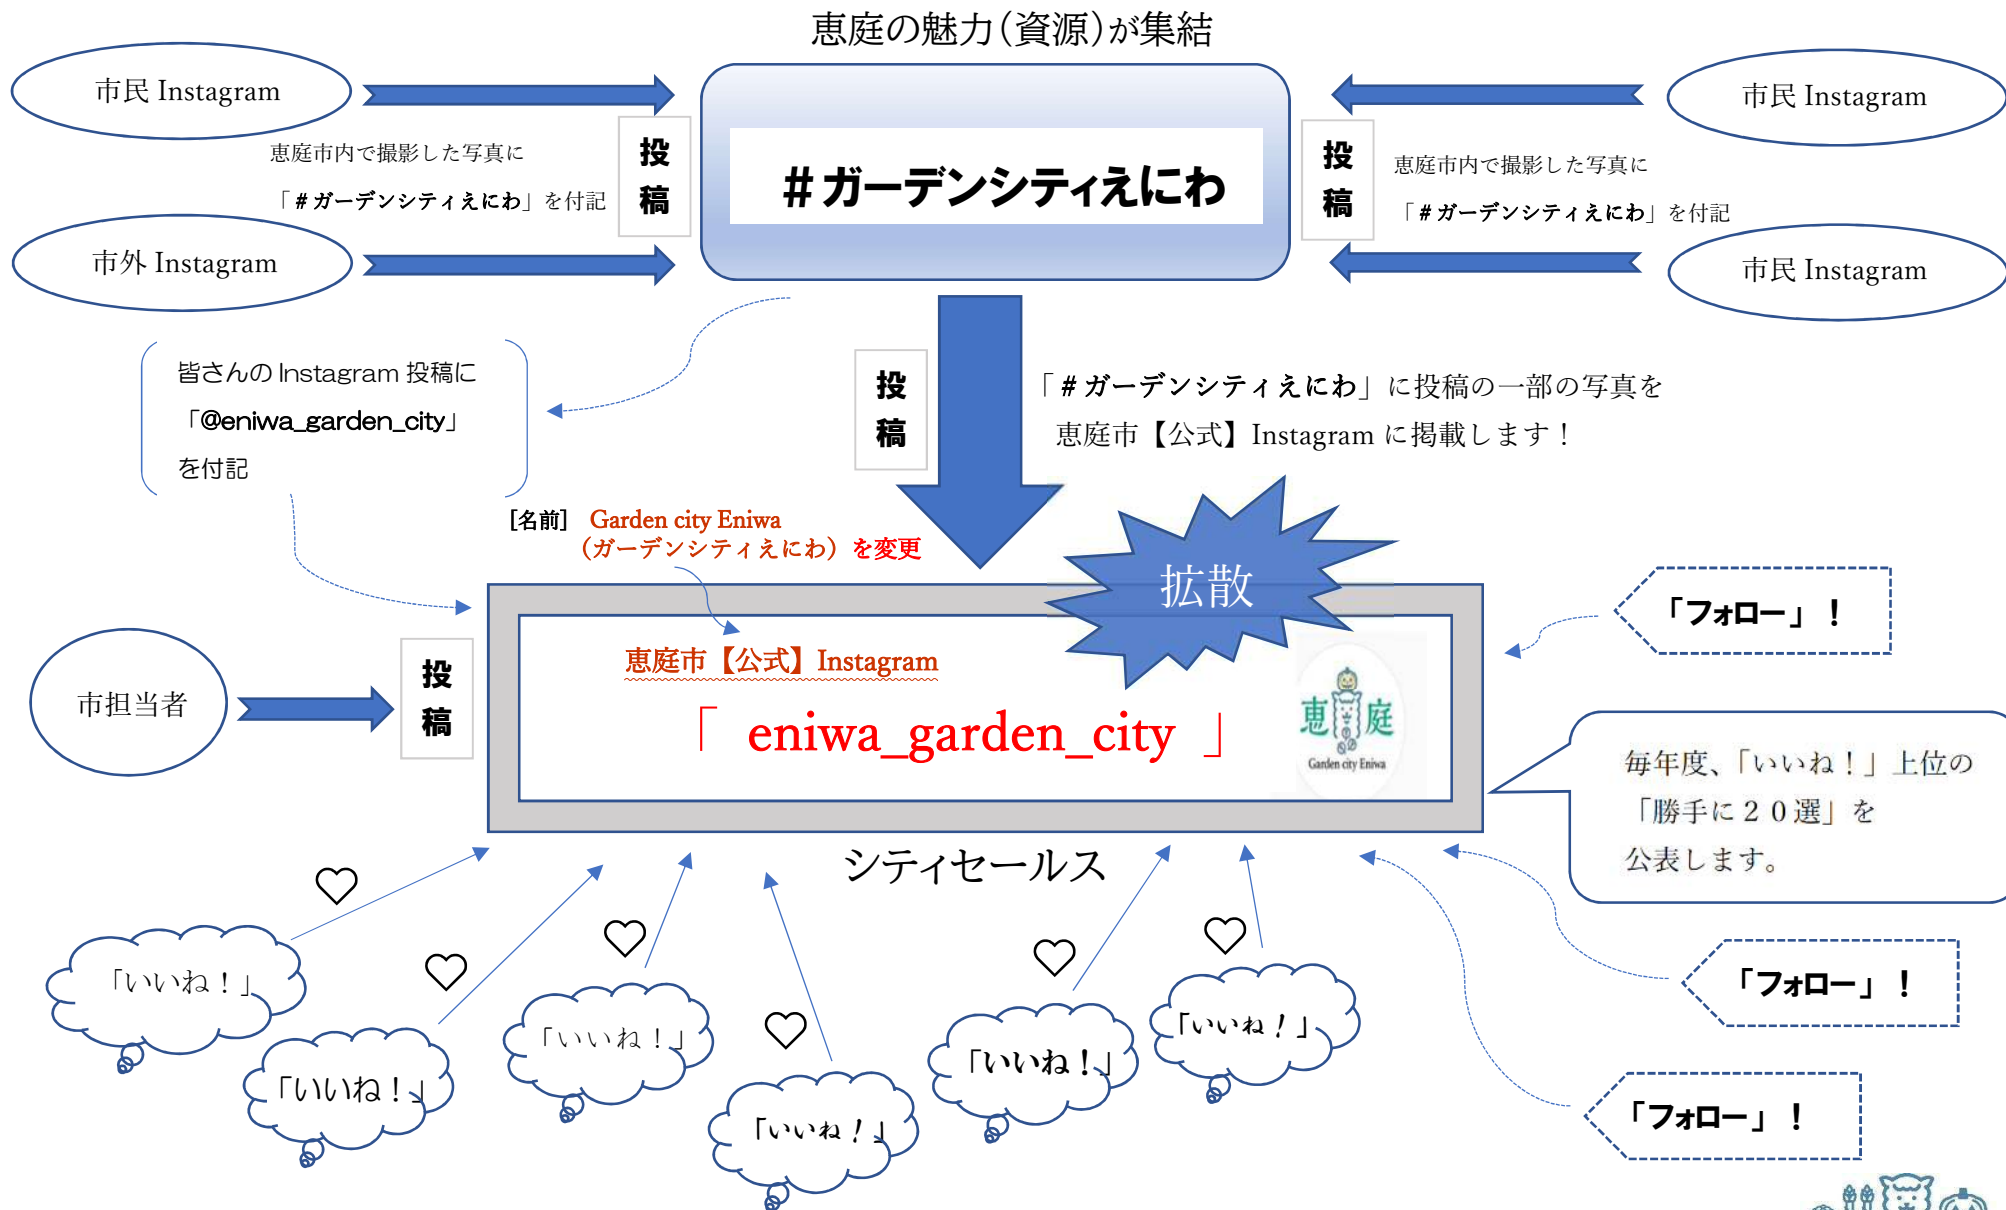 恵庭の魅力（資源）が集結
市民 Instagram
市民 Instagram
恵庭市内で撮影した写真に
「＃ガーデンシティえにわ」を付記
投稿
＃ガーデンシティえにわ
投稿
恵庭市内で撮影した写真に
「＃ガーデンシティえにわ」を付記
市外 Instagram
市民 Instagram
皆さんの Instagram 投稿に
「@eniwa_garden_city」
を付記
投稿
「＃ガーデンシティえにわ」に投稿の一部の写真を
恵庭市【公式】Instagram に掲載します！
[名前] Garden city Eniwa
（ガーデンシティえにわ）を変更
拡散
「フォロー」！
市担当者
投稿
恵庭市【公式】Instagram
「 eniwa_garden_city 」
恵庭
Garden city Eniwa
毎年度、「いいね！」上位の
「勝手に２０選」を
公表します。
シティセールス
「いいね！」
「いいね！」
「いいね！」
「いいね！」
「いいね！」
「いいね！」
「フォロー」！
「フォロー」！